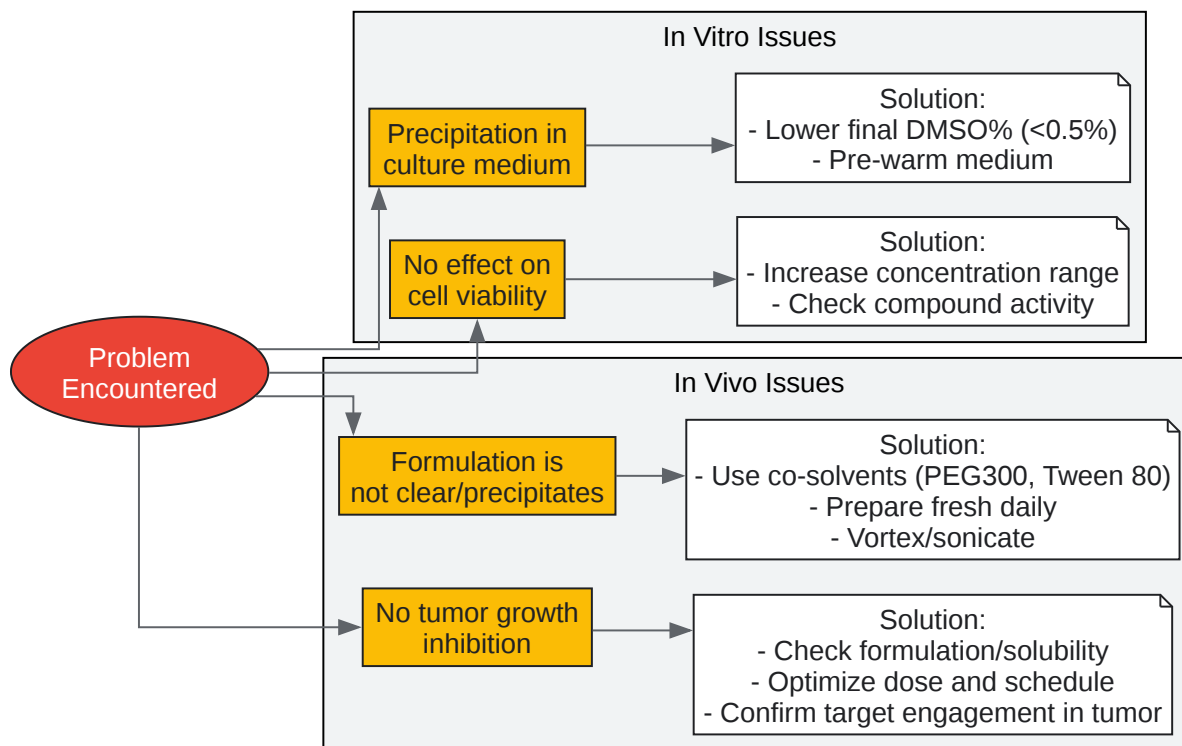 In Vitro Issues
Precipitation in
culture medium
Solution:
- Lower final DMSO% (<0.5%)
- Pre-warm medium
No effect on
cell viability
Solution:
- Increase concentration range
- Check compound activity
Problem
Encountered
In Vivo Issues
Formulation is
not clear/precipitates
Solution:
- Use co-solvents (PEG300, Tween 80)
- Prepare fresh daily
- Vortex/sonicate
No tumor growth
inhibition
Solution:
- Check formulation/solubility
- Optimize dose and schedule
- Confirm target engagement in tumor